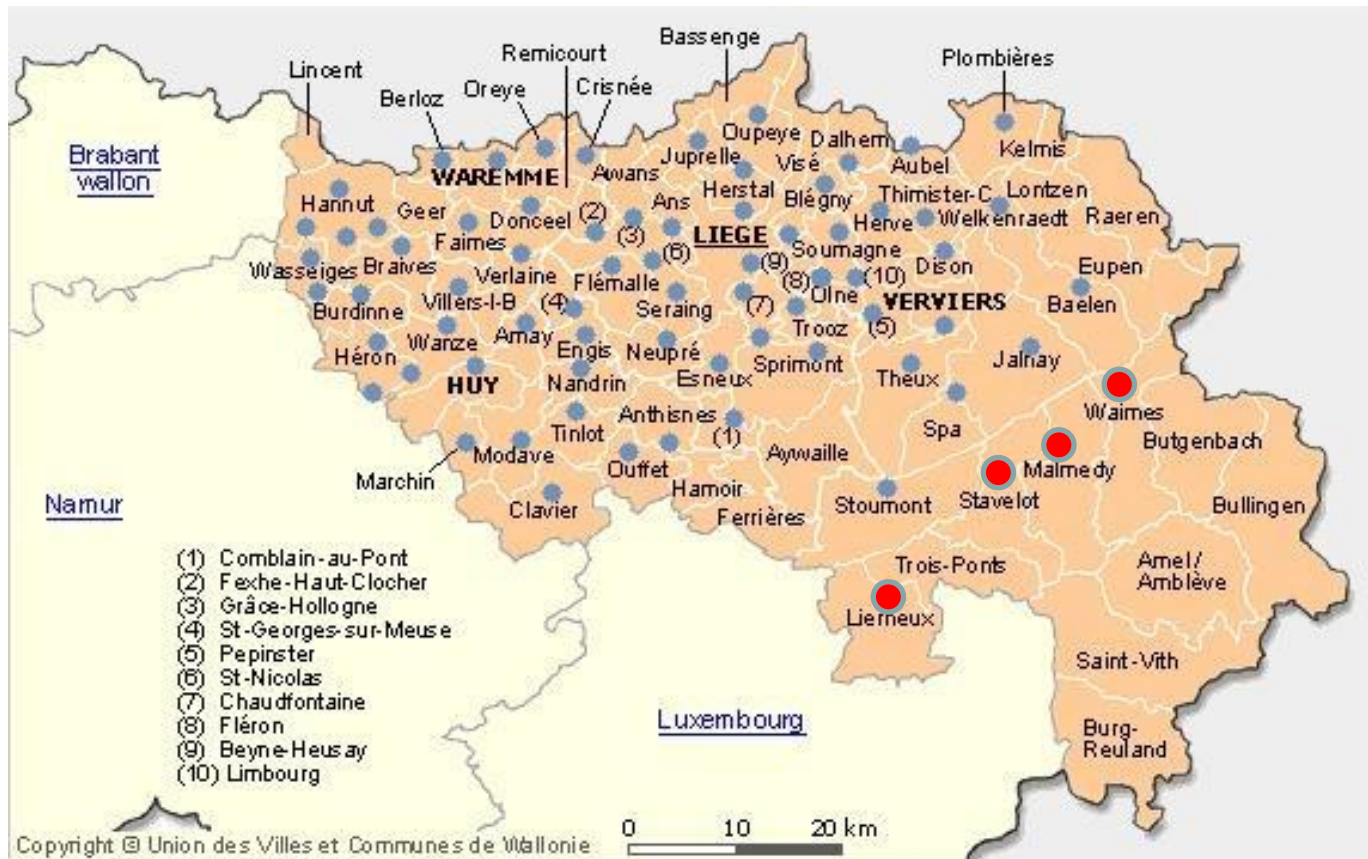 Bassenge
Remicourt
Plombières
Lincent
Crisnée
Oreye
Berloz
Oupeye
Dalhem
Kelmis
Brabant
wallon
Juprelle
Visé
Aubel
Awans
WAREMME
Herstal
Blégny
Thimister-C
Lontzen
Hannut
Geer
Donceel
(2)
Ans
Hervé
Welkenraedt
Raeren
Faimes
(3)
LIEGE
Soumagne
(6)
Wasseiges
Braives
Verlaine
Flémalle
(9)
Dison
Eupen
Burdinne
Villers-l-B
(4)
Seraing
(7)
(8)
Olne
(10)
VERVIERS
Baelen
Héron
Wanze
Amay
Engis
Neupré
Trooz
(5)
Sprimont
Jalhay
HUY
Nandrin
Esneux
Theux
Waimes
Anthisnes
(1)
Tinlot
Spa
Butgenbach
Modave
Ouffet
Aywaille
Malmedy
Marchin
Hamoir
Stavelot
Namur
Clavier
Ferrières
Stoumont
Bullingen
(1) Comblain-au-Pont
(2) Fexhe-Haut-Clocher
(3) Grâce-Hollogne
(4) St-Georges-sur-Meuse
(5) Pepinster
(6) St-Nicolas
(7) Chaudfontaine
(8) Fléron
(9) Beyne-Heusay
(10) Limbourg
Trois-Ponts
Amel/
Amblève
Lierneux
Saint-Vith
Luxembourg
Burg-
Reuland
0 10 20 km
Copyright © Union des Villes et Communes de Wallonie